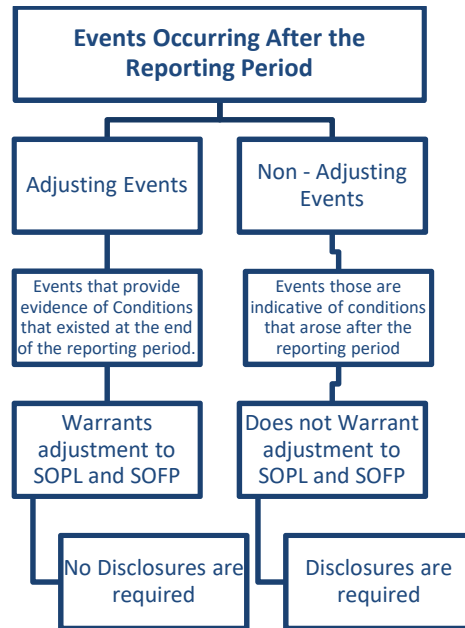 Events Occurring After the
Reporting Period
Adjusting Events
Non - Adjusting
Events
Events that provide
evidence of Conditions
that existed at the end
of the reporting period.
Events those are
indicative of conditions
that arose after the
reporting period
Warrants
adjustment to
SOPL and SOFP
Does not Warrant
adjustment to
SOPL and SOFP
No Disclosures are
required
Disclosures are
required